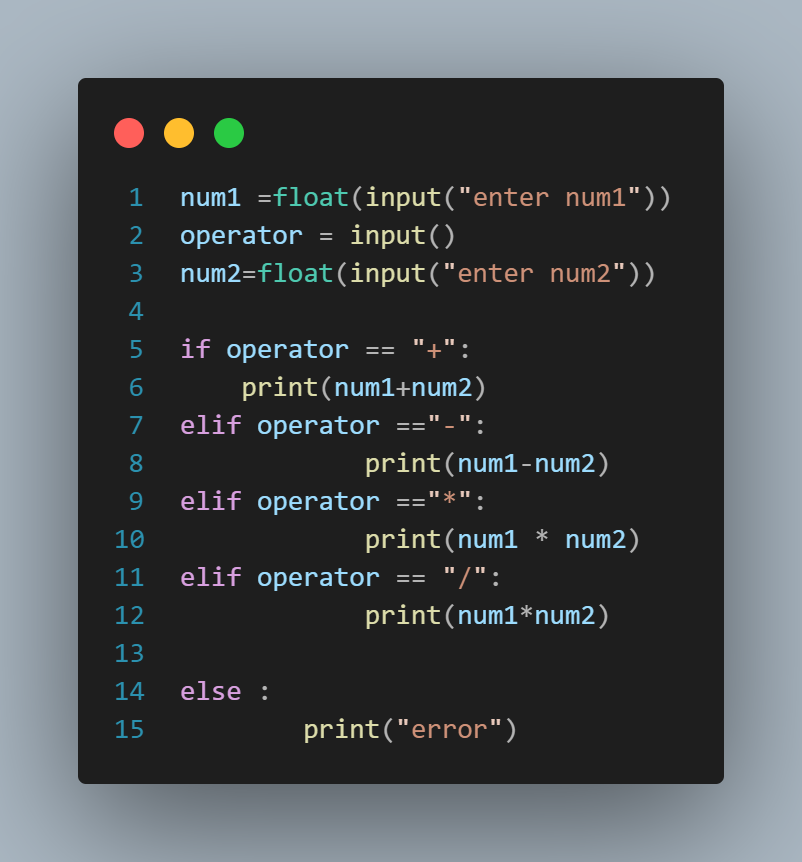 1 num1 =float(input("enter num1"))
2 operator = input()
3 num2=float(input("enter num2"))
4
5 if operator == "+":
6     print(num1+num2)
7 elif operator =="-":
8             print(num1-num2)
9 elif operator =="*":
10             print(num1 * num2)
11 elif operator == "/":
12             print(num1*num2)
13
14 else :
15         print("error")